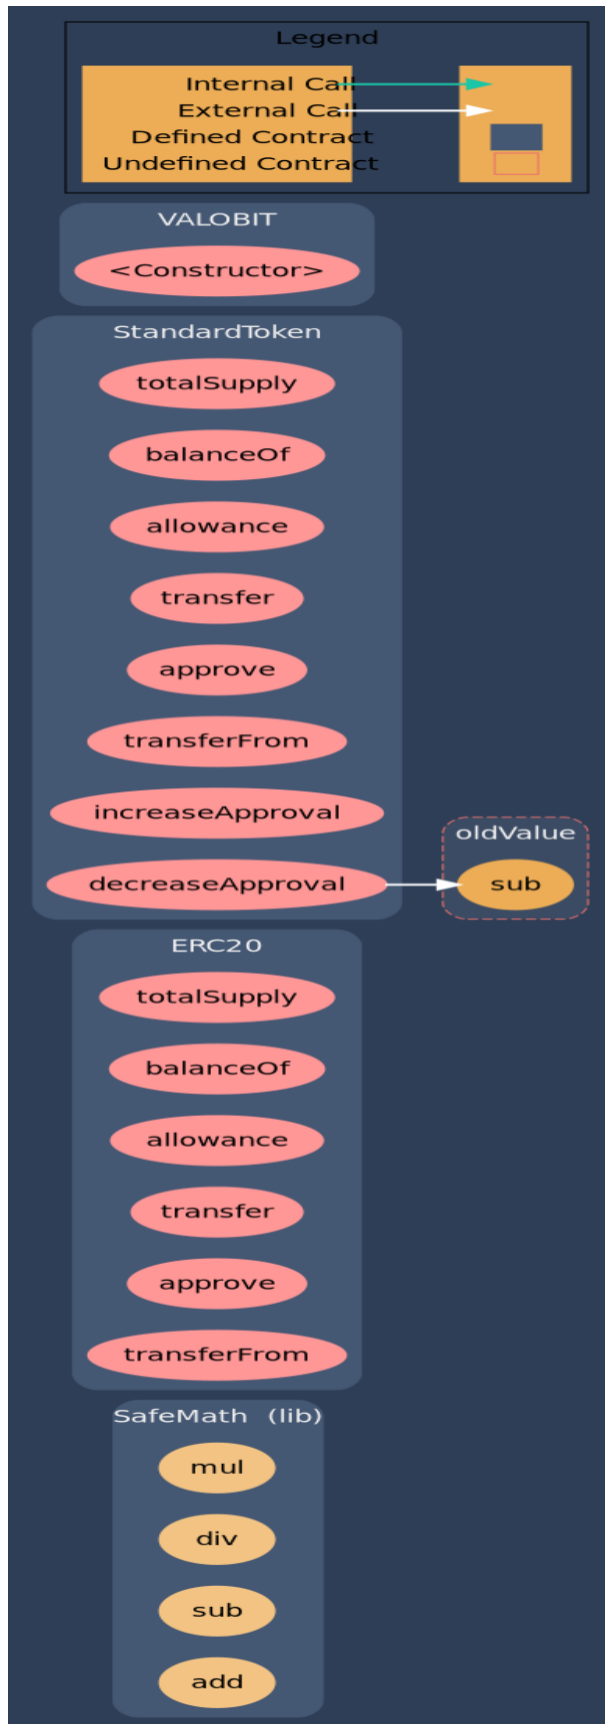 Legend
Internal Call
External Call
Defined Contract
Undefined Contract
VALOBIT
<Constructor>
StandardToken
totalSupply
balanceOf
allowance
transfer
approve
transferFrom
increaseApproval
decreaseApproval
oldValue
sub
ERC20
totalSupply
balanceOf
allowance
transfer
approve
transferFrom
SafeMath (lib)
mul
div
sub
add